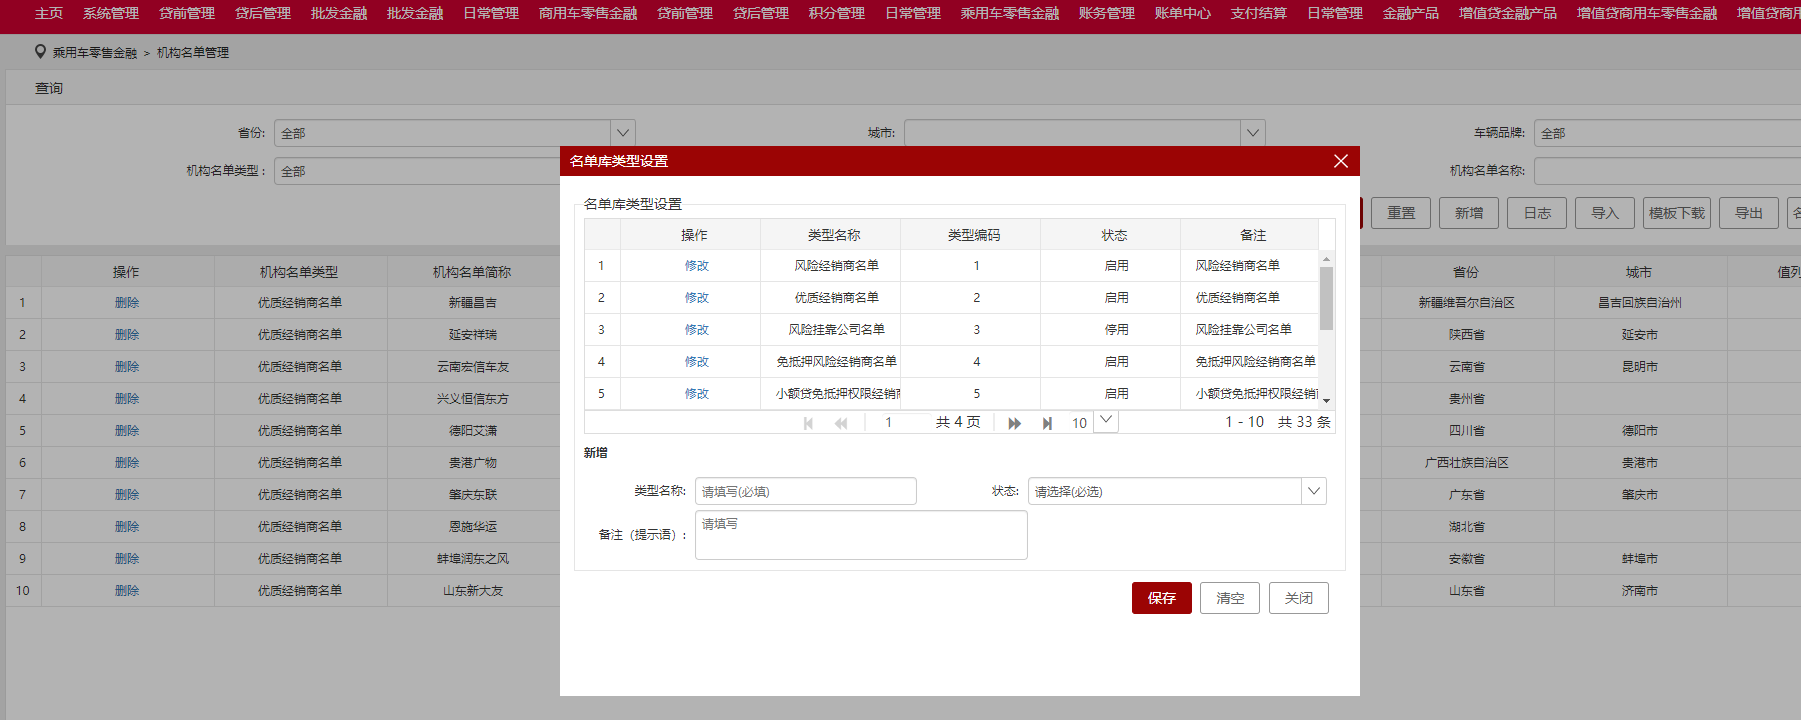 主页 系统管理 贷前管理 贷后管理 批发金融 批发金融 日常管理 商用车零售金融 贷前管理 贷后管理 积分管理 日常管理 乘用车零售金融 账务管理 账单中心 支付结算 日常管理 金融产品 增值贷金融产品 增值贷商用车零售金融 增值贷商用
乘用车零售金融 > 机构名单管理
查询
省份: 全部 城市: 车辆品牌: 全部
机构名单类型 : 全部 机构名单名称:
重置 新增 日志 导入 模板下载 导出
操作 机构名单类型 机构名单简称 省份 城市 值列
1 删除 优质经销商名单 新疆昌吉 新疆维吾尔自治区 昌吉回族自治州
2 删除 优质经销商名单 延安祥瑞 陕西省 延安市
3 删除 优质经销商名单 云南宏信车友 云南省 昆明市
4 删除 优质经销商名单 兴义恒信东方 贵州省
5 删除 优质经销商名单 德阳艾潇 四川省 德阳市
6 删除 优质经销商名单 贵港广物 广西壮族自治区 贵港市
7 删除 优质经销商名单 肇庆东联 广东省 肇庆市
8 删除 优质经销商名单 恩施华运 湖北省
9 删除 优质经销商名单 蚌埠润东之风 安徽省 蚌埠市
10 删除 优质经销商名单 山东新大友 山东省 济南市
名单库类型设置
名单库类型设置
操作 类型名称 类型编码 状态 备注
1 修改 风险经销商名单 1 启用 风险经销商名单
2 修改 优质经销商名单 2 启用 优质经销商名单
3 修改 风险挂靠公司名单 3 停用 风险挂靠公司名单
4 修改 免抵押风险经销商名单 4 启用 免抵押风险经销商名单
5 修改 小额贷免抵押权限经销商 5 启用 小额贷免抵押权限经销
1 共 4 页 10 1 - 10 共 33 条
新增
类型名称: 请填写(必填) 状态: 请选择(必选)
备注（提示语）: 请填写
保存 清空 关闭